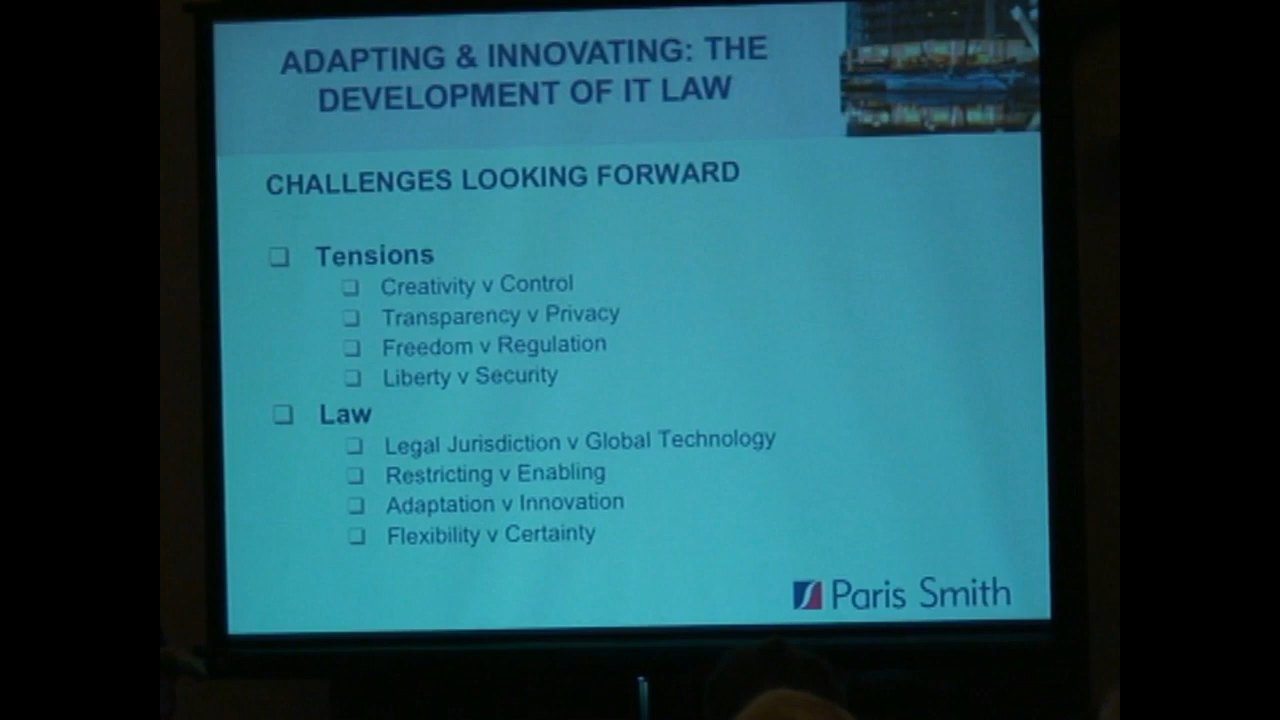 ADAPTING & INNOVATING: THE
DEVELOPMENT OF IT LAW
CHALLENGES LOOKING FORWARD
❑ Tensions
❑ Creativity v Control
❑ Transparency v Privacy
❑ Freedom v Regulation
❑ Liberty v Security
❑ Law
❑ Legal Jurisdiction v Global Technology
❑ Restricting v Enabling
❑ Adaptation v Innovation
❑ Flexibility v Certainty
Paris Smith